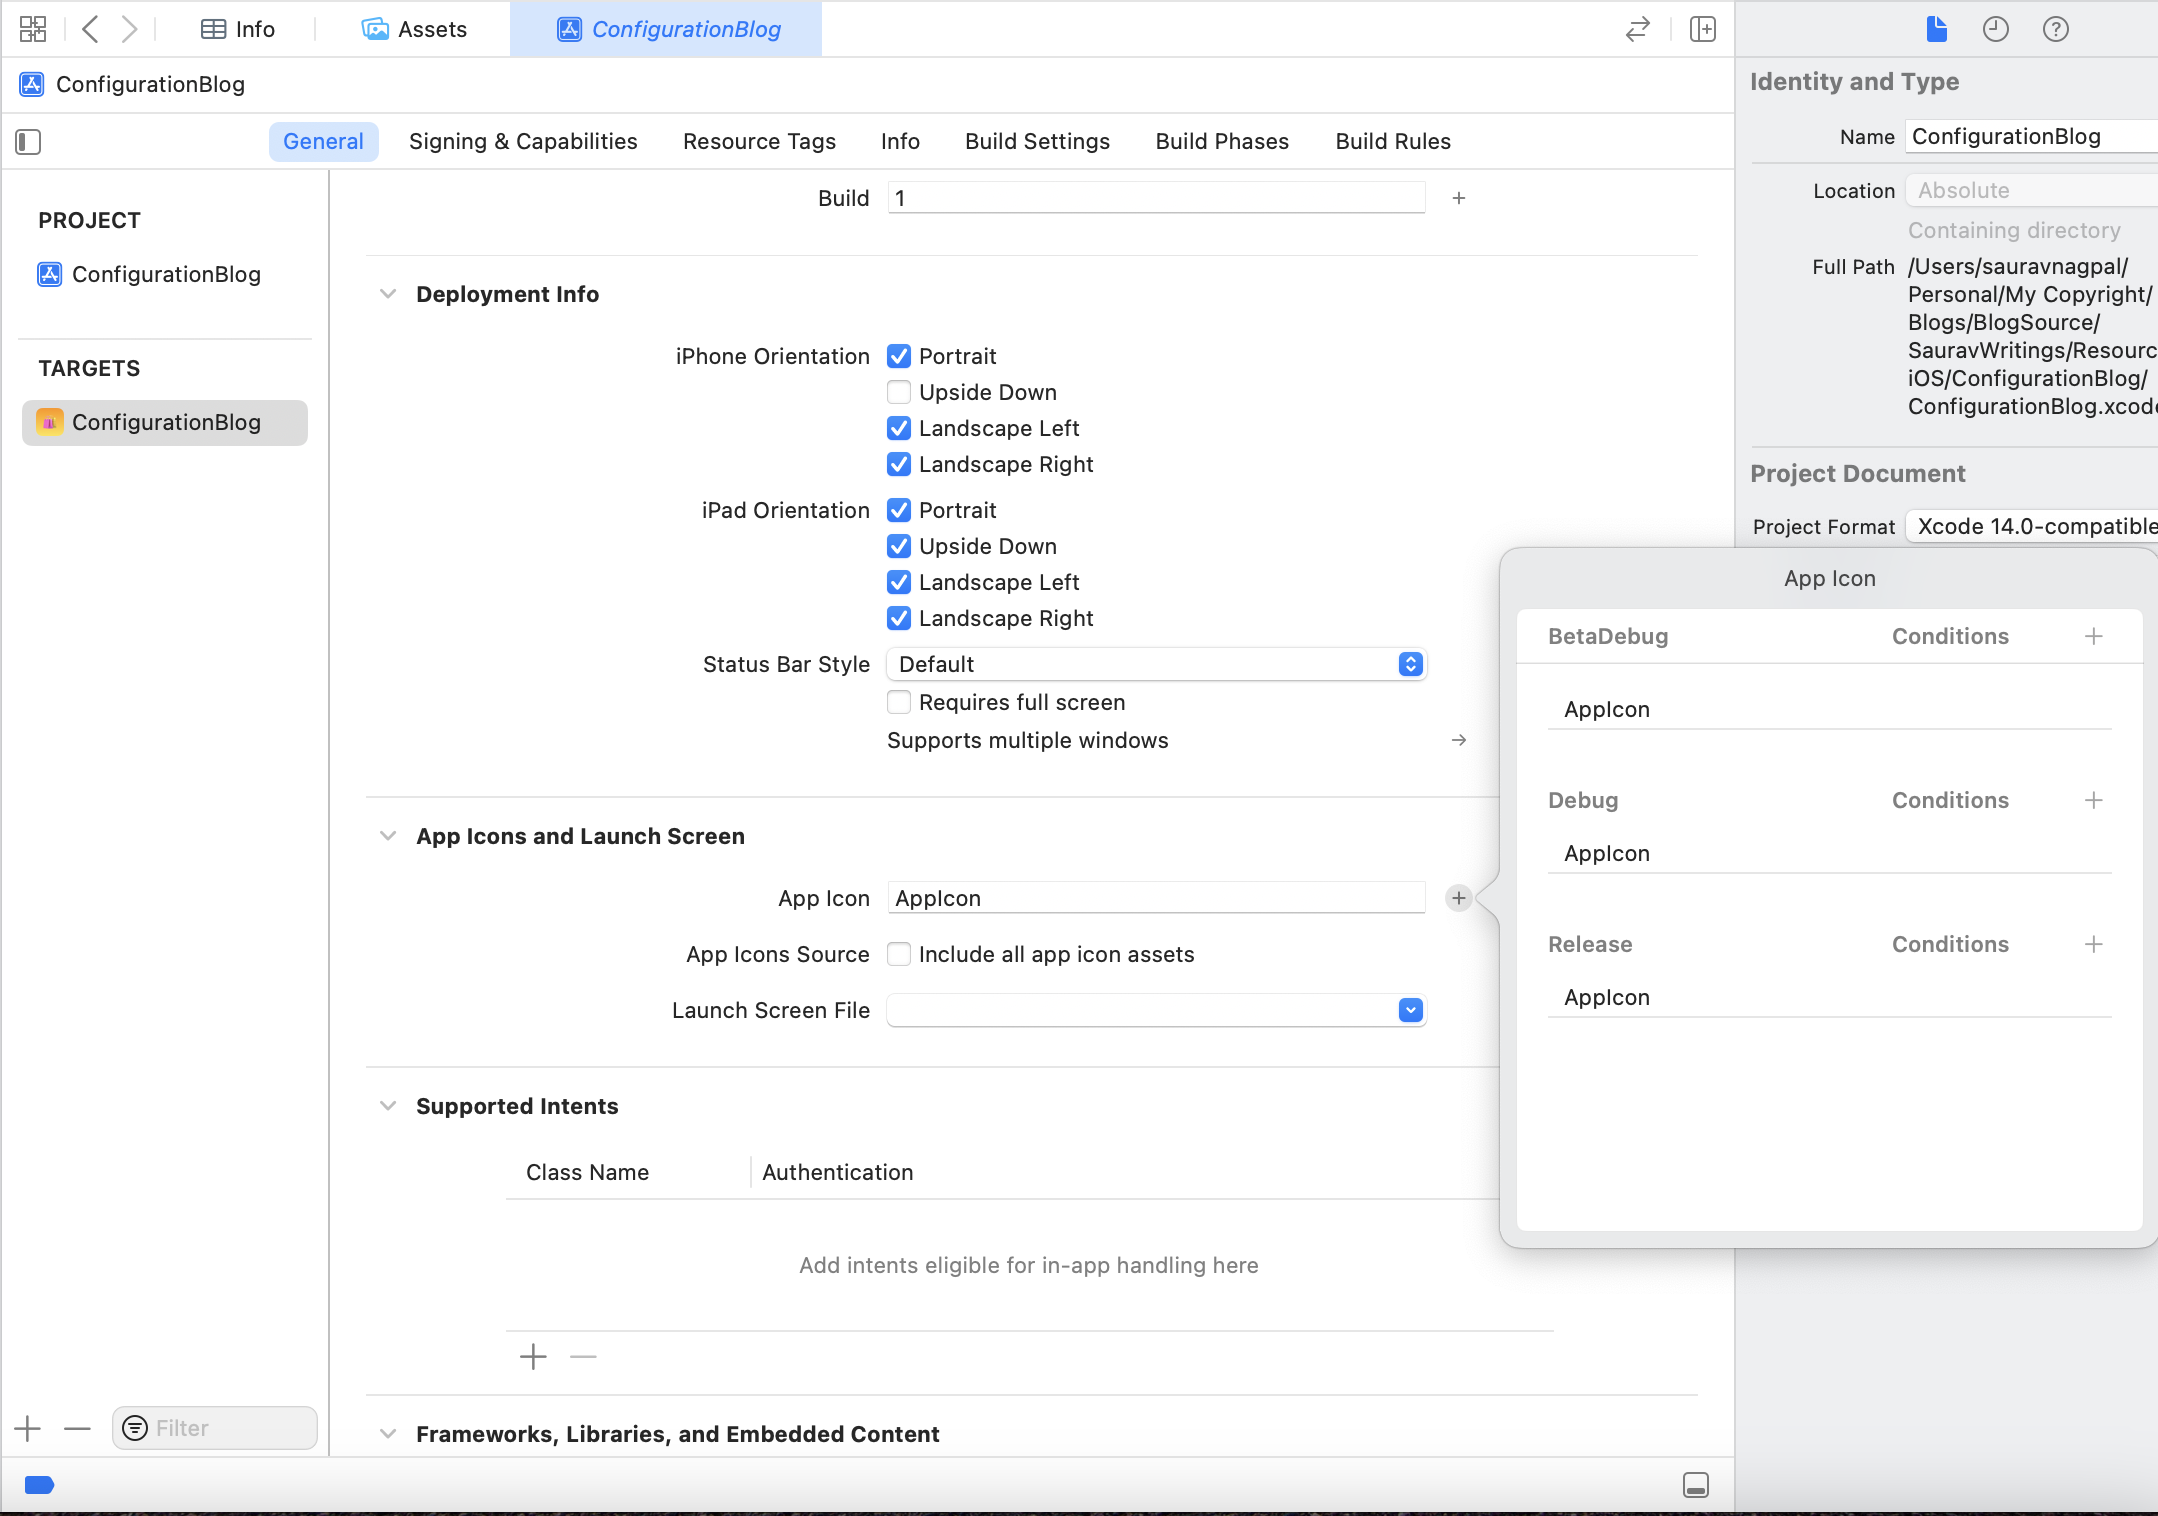 Info
Assets
ConfigurationBlog
ConfigurationBlog
General
Signing & Capabilities
Resource Tags
Info
Build Settings
Build Phases
Build Rules
PROJECT
ConfigurationBlog
TARGETS
ConfigurationBlog
Filter
Build 1
Deployment Info
iPhone Orientation Portrait
Upside Down
Landscape Left
Landscape Right
iPad Orientation Portrait
Upside Down
Landscape Left
Landscape Right
Status Bar Style Default
Requires full screen
Supports multiple windows
App Icons and Launch Screen
App Icon AppIcon
App Icons Source Include all app icon assets
Launch Screen File
Supported Intents
Class Name Authentication
Add intents eligible for in-app handling here
Frameworks, Libraries, and Embedded Content
Identity and Type
Name ConfigurationBlog
Location Absolute
Containing directory
Full Path /Users/sauravnagpal/
Personal/My Copyright/
Blogs/BlogSource/
SauravWritings/Resourc
iOS/ConfigurationBlog/
ConfigurationBlog.xcod
Project Document
Project Format Xcode 14.0-compatible
App Icon
BetaDebug Conditions
AppIcon
Debug Conditions
AppIcon
Release Conditions
AppIcon